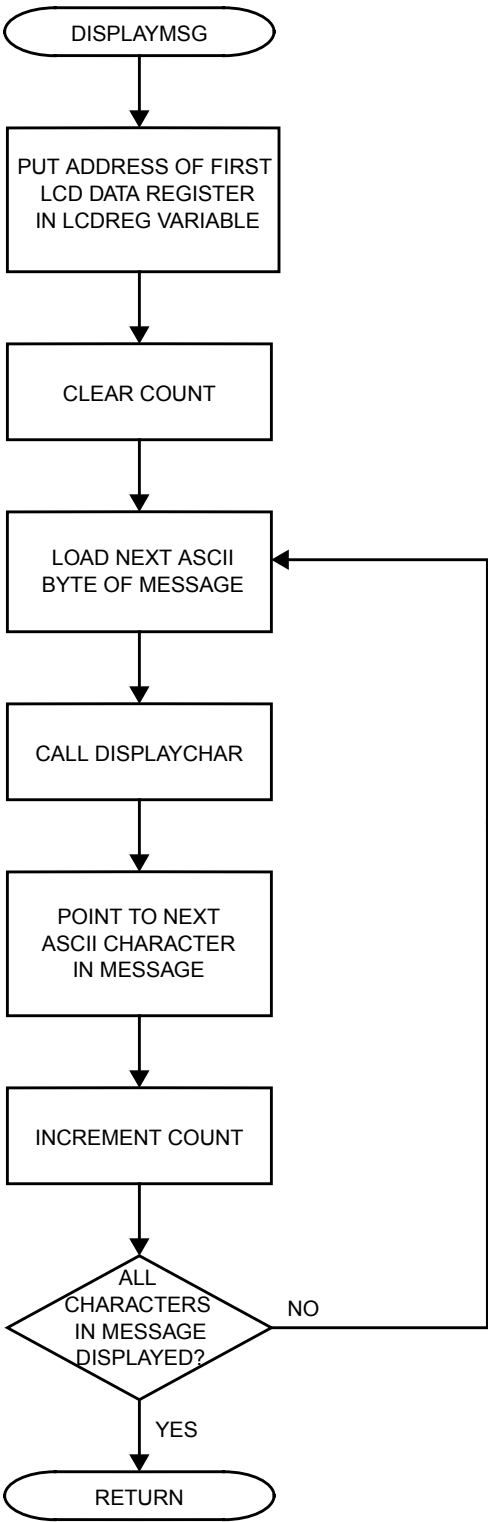 DISPLAYMSG
PUT ADDRESS OF FIRST
LCD DATA REGISTER
IN LCDREG VARIABLE
CLEAR COUNT
LOAD NEXT ASCII
BYTE OF MESSAGE
CALL DISPLAYCHAR
POINT TO NEXT
ASCII CHARACTER
IN MESSAGE
INCREMENT COUNT
ALL
CHARACTERS
IN MESSAGE
DISPLAYED?
NO
YES
RETURN